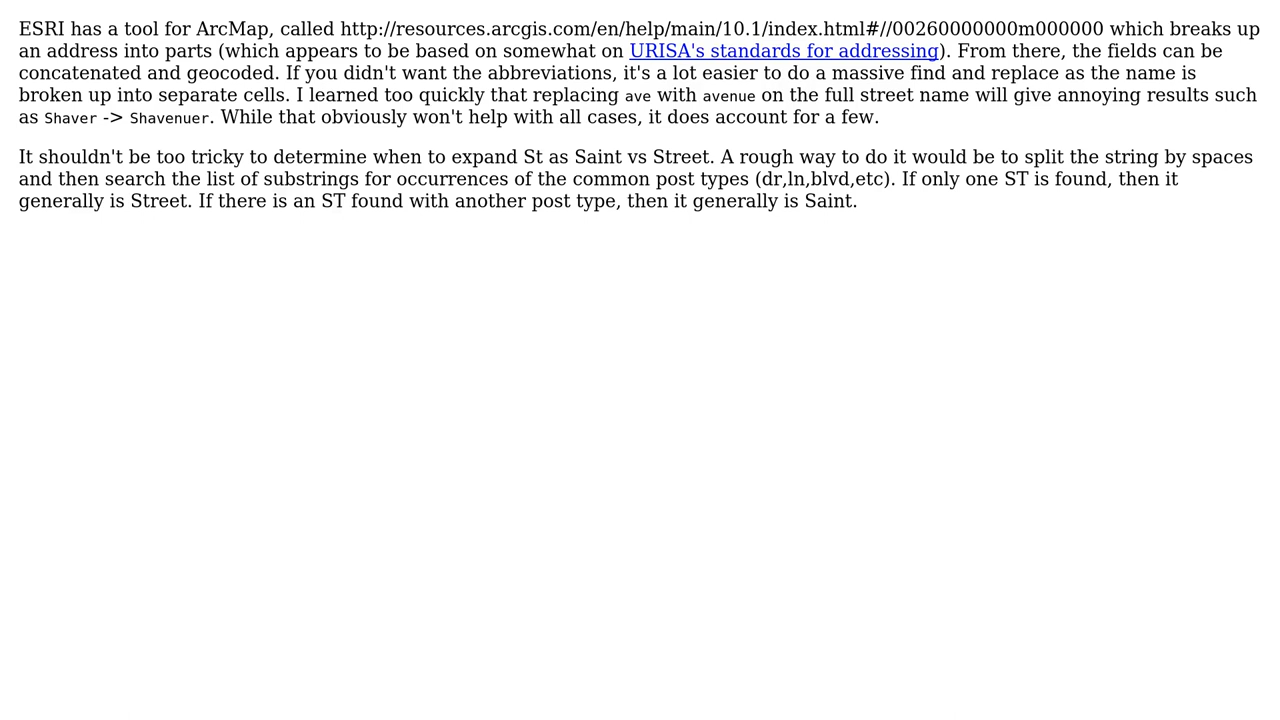 ESRI has a tool for ArcMap, called http://resources.arcgis.com/en/help/main/10.1/index.html#//00260000000m000000 which breaks up
an address into parts (which appears to be based on somewhat on URISA's standards for addressing). From there, the fields can be
concatenated and geocoded. If you didn't want the abbreviations, it's a lot easier to do a massive find and replace as the name is
broken up into separate cells. I learned too quickly that replacing ave with avenue on the full street name will give annoying results such
as Shaver -> Shavenuer. While that obviously won't help with all cases, it does account for a few.
It shouldn't be too tricky to determine when to expand St as Saint vs Street. A rough way to do it would be to split the string by spaces
and then search the list of substrings for occurrences of the common post types (dr,ln,blvd,etc). If only one ST is found, then it
generally is Street. If there is an ST found with another post type, then it generally is Saint.